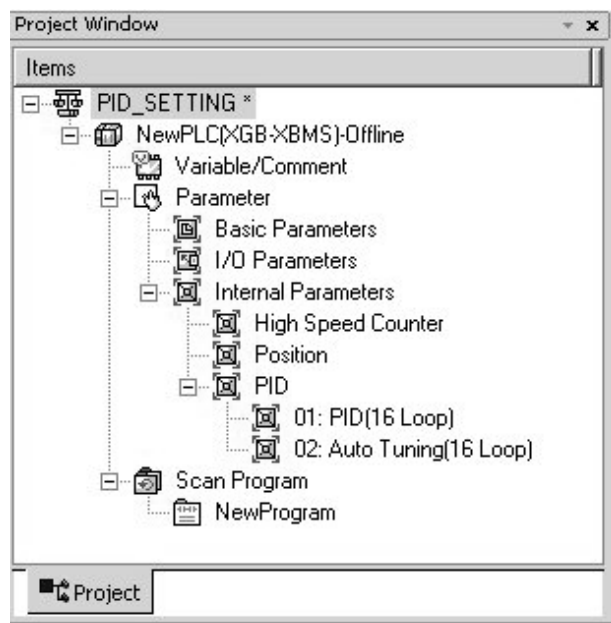 Project Window
Items
PID_SETTING *
NewPLC(XGB-XBMS)-Offline
Variable/Comment
Parameter
Basic Parameters
I/O Parameters
Internal Parameters
High Speed Counter
Position
PID
01: PID(16 Loop)
02: Auto Tuning(16 Loop)
Scan Program
NewProgram
Project